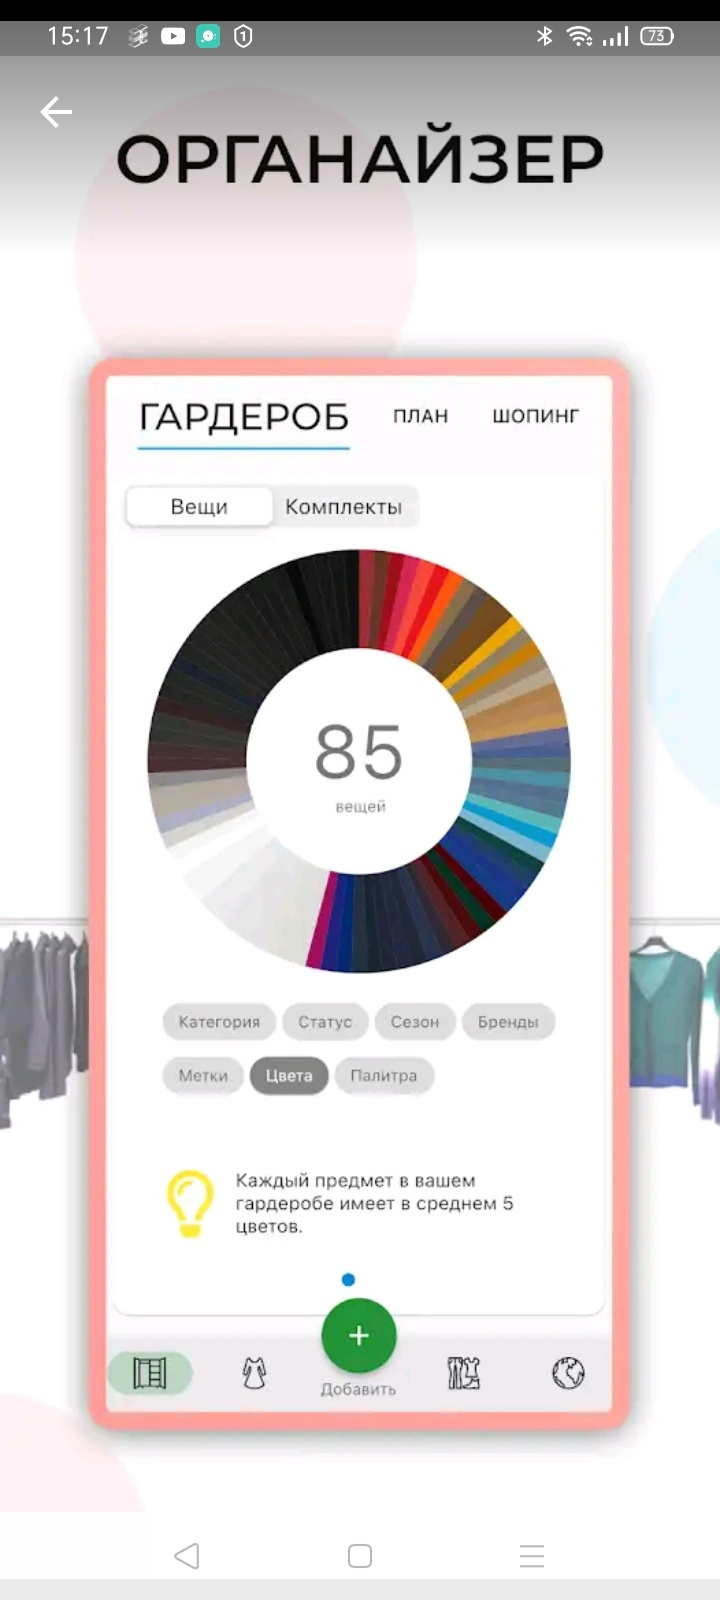 15:17
73
ОРГАНАЙЗЕР
ГАРДЕРОБ ПЛАН ШОПИНГ
Вещи Комплекты
85
вещей
Категория Статус Сезон Бренды
Метки Цвета Палитра
Каждый предмет в вашем
гардеробе имеет в среднем 5
цветов.
+
Добавить